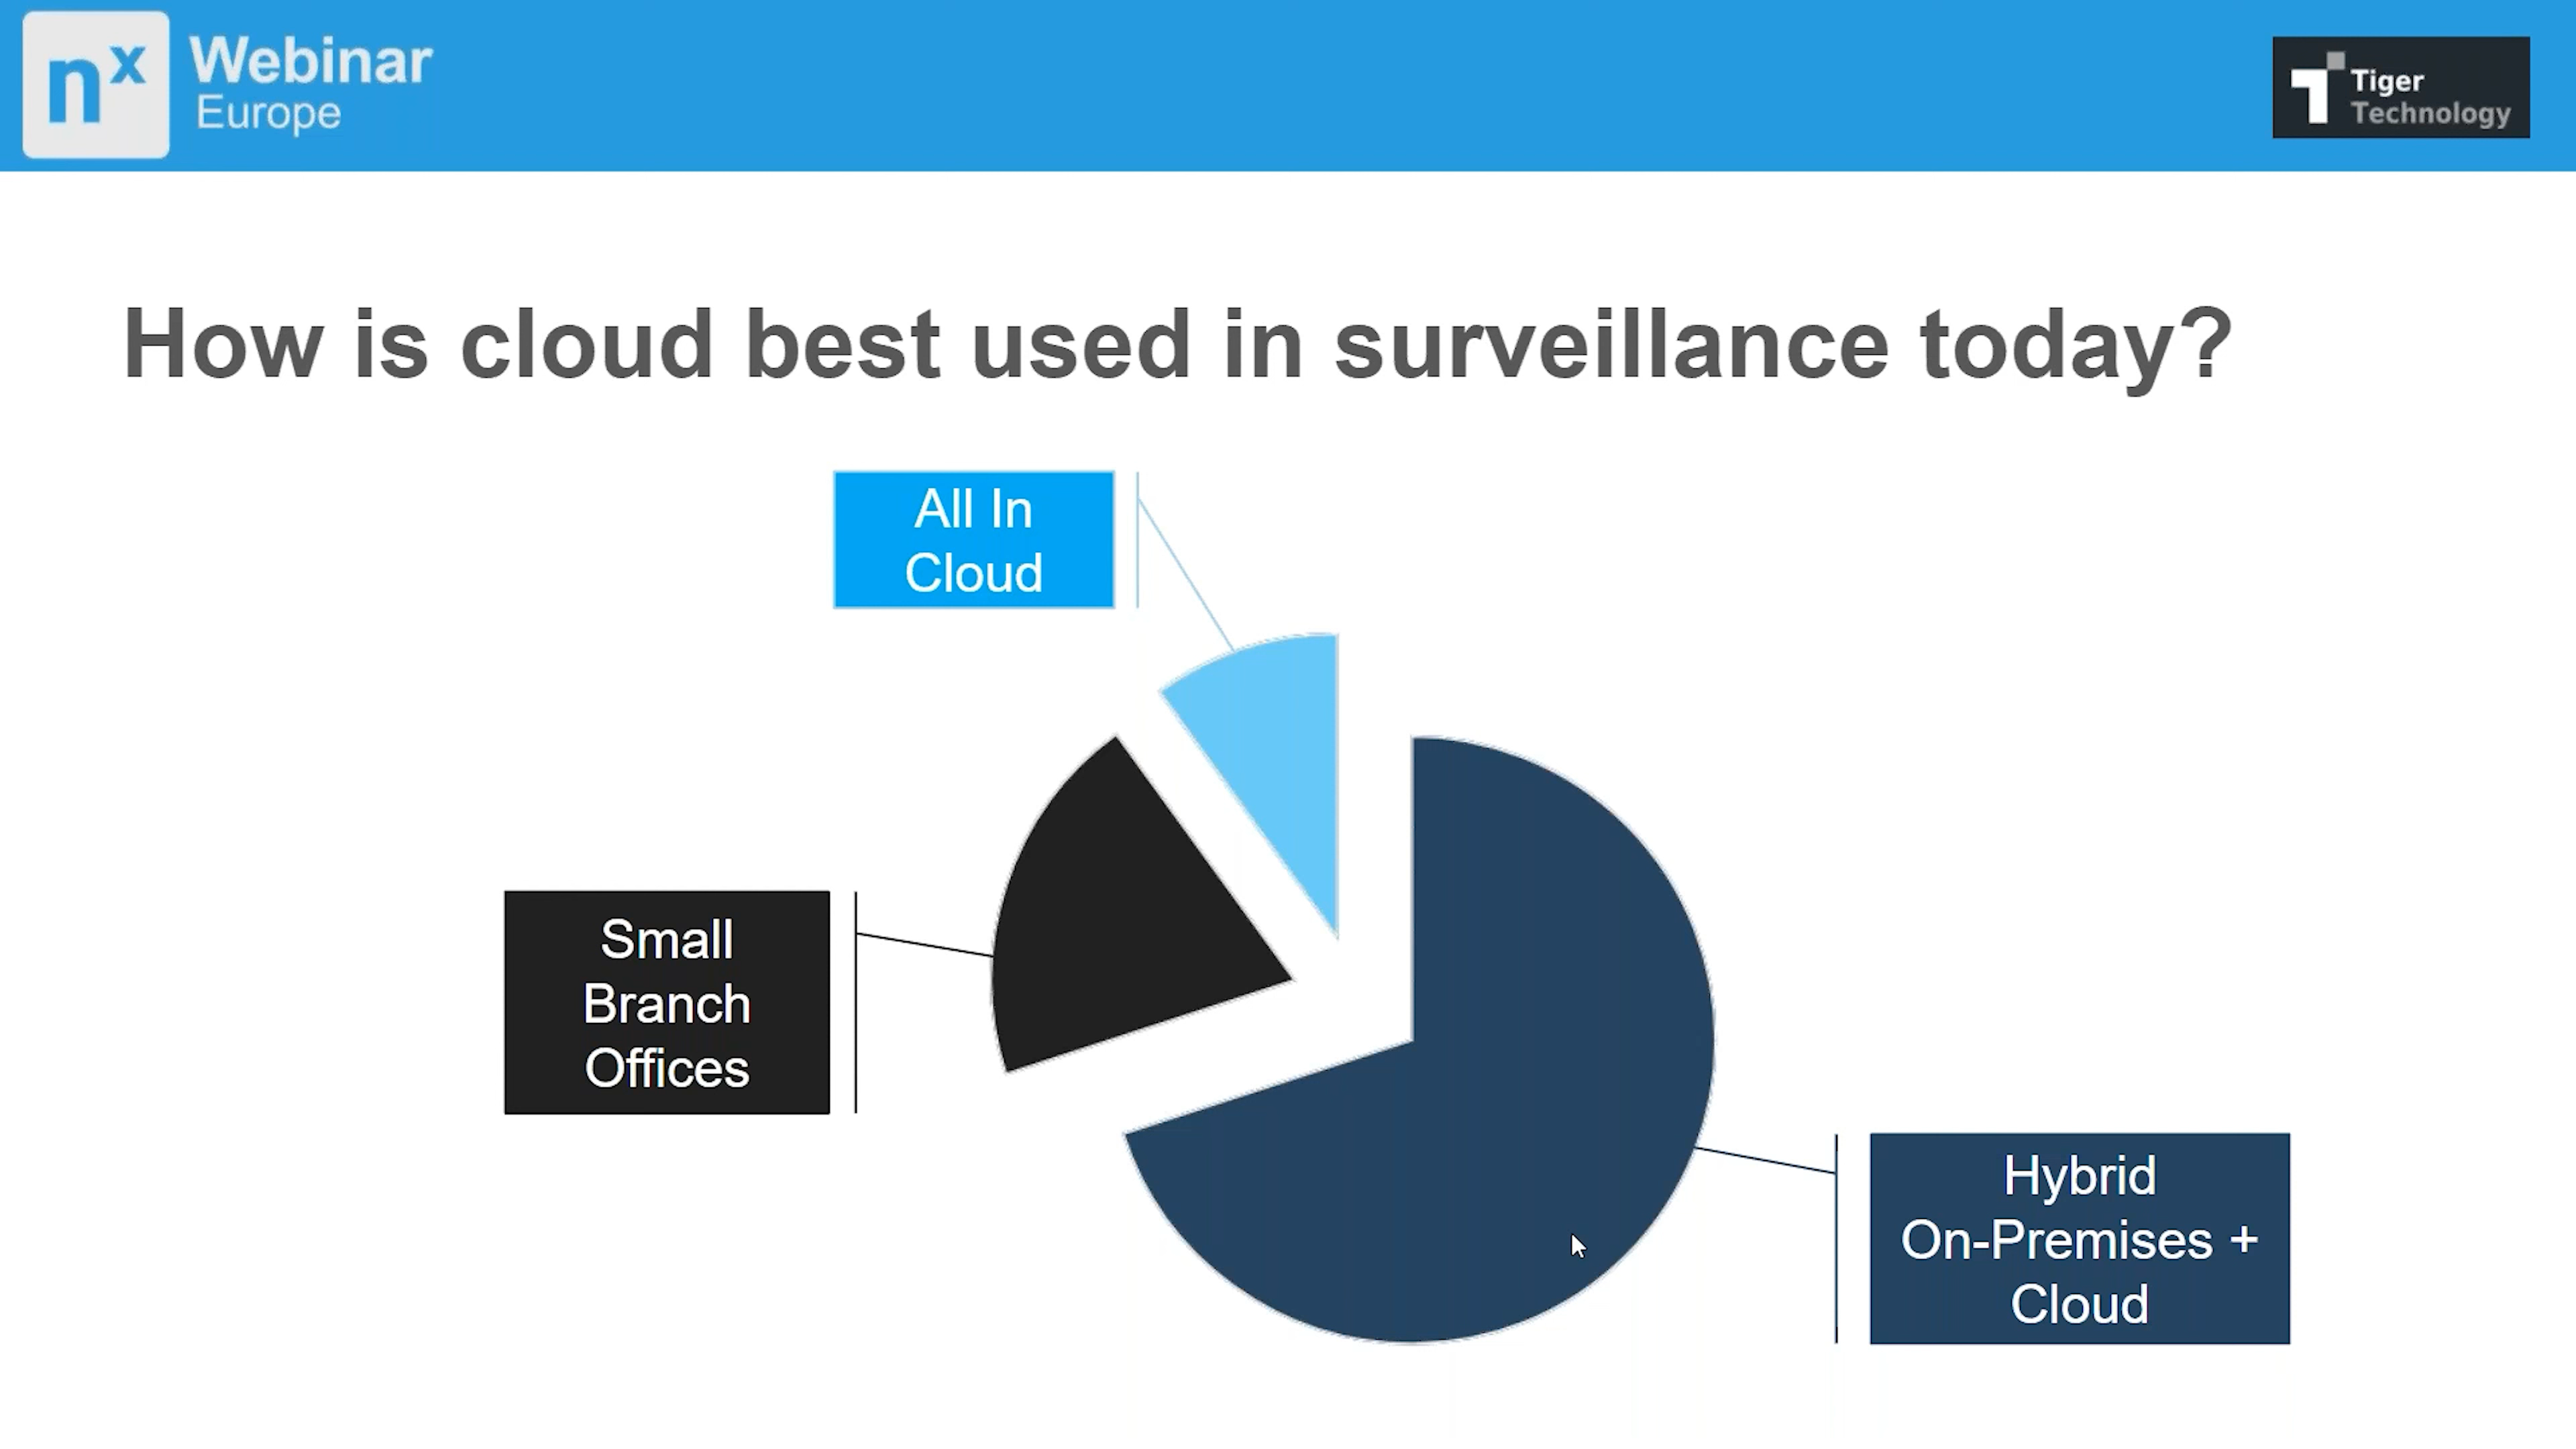 nx Webinar
Europe
Tiger
Technology
How is cloud best used in surveillance today?
All In
Cloud
Small
Branch
Offices
Hybrid
On-Premises +
Cloud